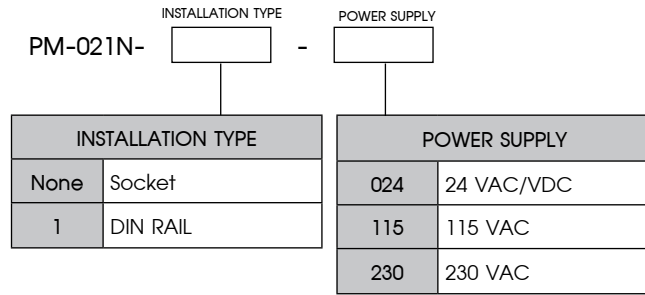 INSTALLATION TYPE POWER SUPPLY
PM-021N- -
INSTALLATION TYPE
None Socket
1 DIN RAIL
POWER SUPPLY
024 24 VAC/VDC
115 115 VAC
230 230 VAC